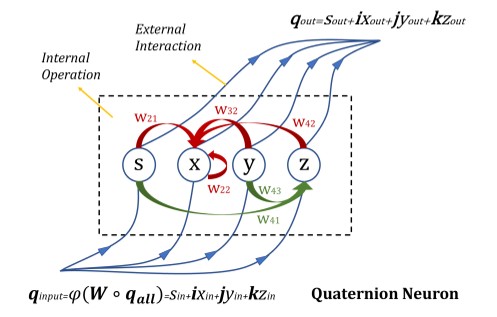 qout=Sout+ixout+jyout+kzout
External
Interaction
Internal
Operation
W21
W32
W42
s
x
y
z
W22
W43
W41
qinput=φ(W ∘ qall)=Sin+ixin+jyin+kzin
Quaternion Neuron